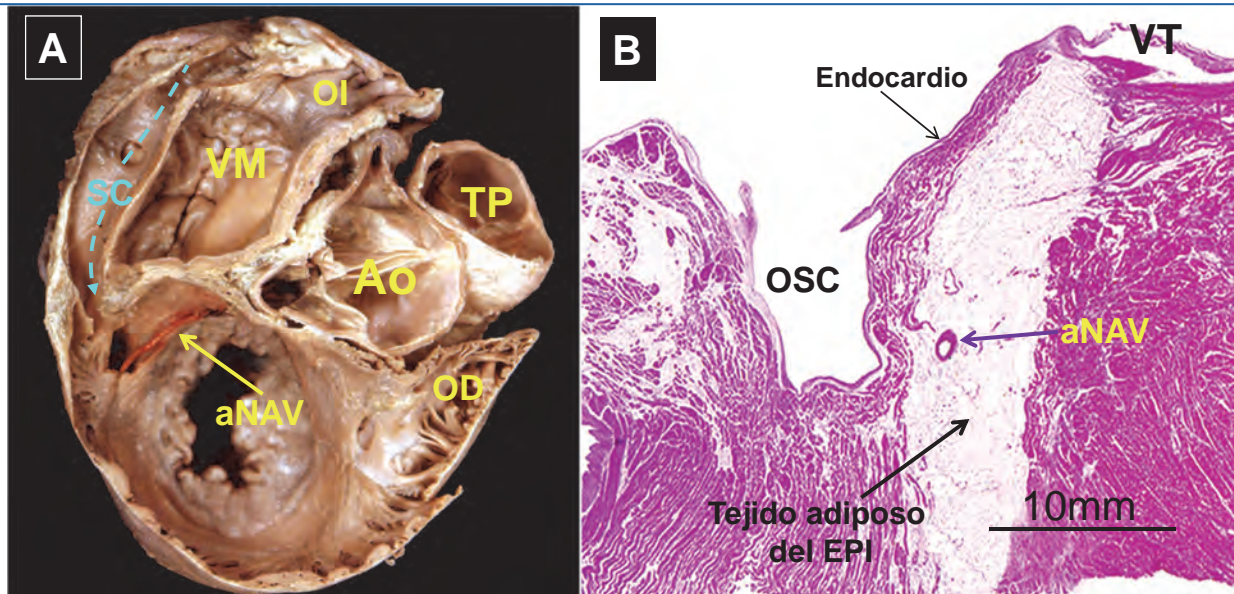 A
OI
VM
SC
TP
Ao
aNAV
OD
B
VT
Endocardio
OSC
aNAV
Tejido adiposo
del EPI
10mm